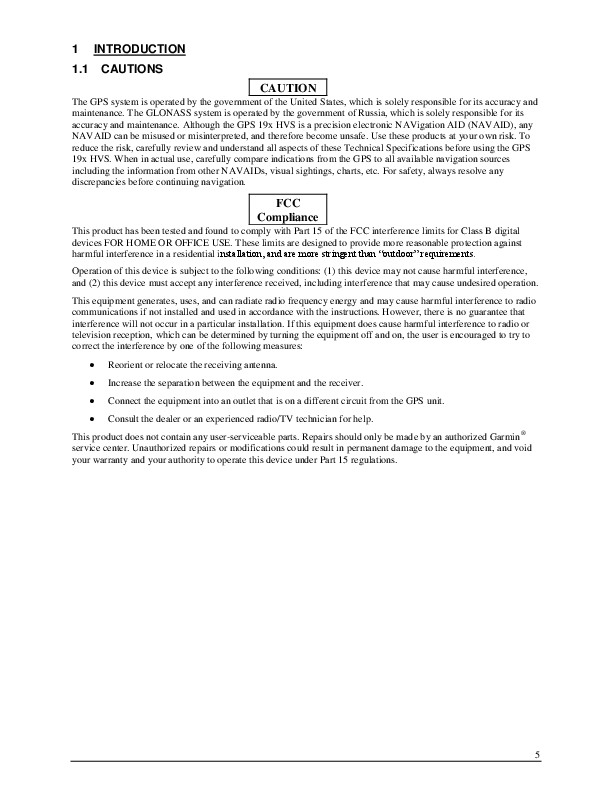 1 INTRODUCTION
1.1 CAUTIONS
CAUTION
The GPS system is operated by the government of the United States, which is solely responsible for its accuracy and
maintenance. The GLONASS system is operated by the government of Russia, which is solely responsible for its
accuracy and maintenance. Although the GPS 19x HVS is a precision electronic NAVigation AID (NAVAID), any
NAVAID can be misused or misinterpreted, and therefore become unsafe. Use these products at your own risk. To
reduce the risk, carefully review and understand all aspects of these Technical Specifications before using the GPS
19x HVS. When in actual use, carefully compare indications from the GPS to all available navigation sources
including the information from other NAVAIDs, visual sightings, charts, etc. For safety, always resolve any
discrepancies before continuing navigation.
FCC
Compliance
This product has been tested and found to comply with Part 15 of the FCC interference limits for Class B digital
devices FOR HOME OR OFFICE USE. These limits are designed to provide more reasonable protection against
harmful interference in a residential installation, and are more stringent than “outdoor” requirements.
Operation of this device is subject to the following conditions: (1) this device may not cause harmful interference,
and (2) this device must accept any interference received, including interference that may cause undesired operation.
This equipment generates, uses, and can radiate radio frequency energy and may cause harmful interference to radio
communications if not installed and used in accordance with the instructions. However, there is no guarantee that
interference will not occur in a particular installation. If this equipment does cause harmful interference to radio or
television reception, which can be determined by turning the equipment off and on, the user is encouraged to try to
correct the interference by one of the following measures:
• Reorient or relocate the receiving antenna.
• Increase the separation between the equipment and the receiver.
• Connect the equipment into an outlet that is on a different circuit from the GPS unit.
• Consult the dealer or an experienced radio/TV technician for help.
This product does not contain any user-serviceable parts. Repairs should only be made by an authorized Garmin®
service center. Unauthorized repairs or modifications could result in permanent damage to the equipment, and void
your warranty and your authority to operate this device under Part 15 regulations.
5